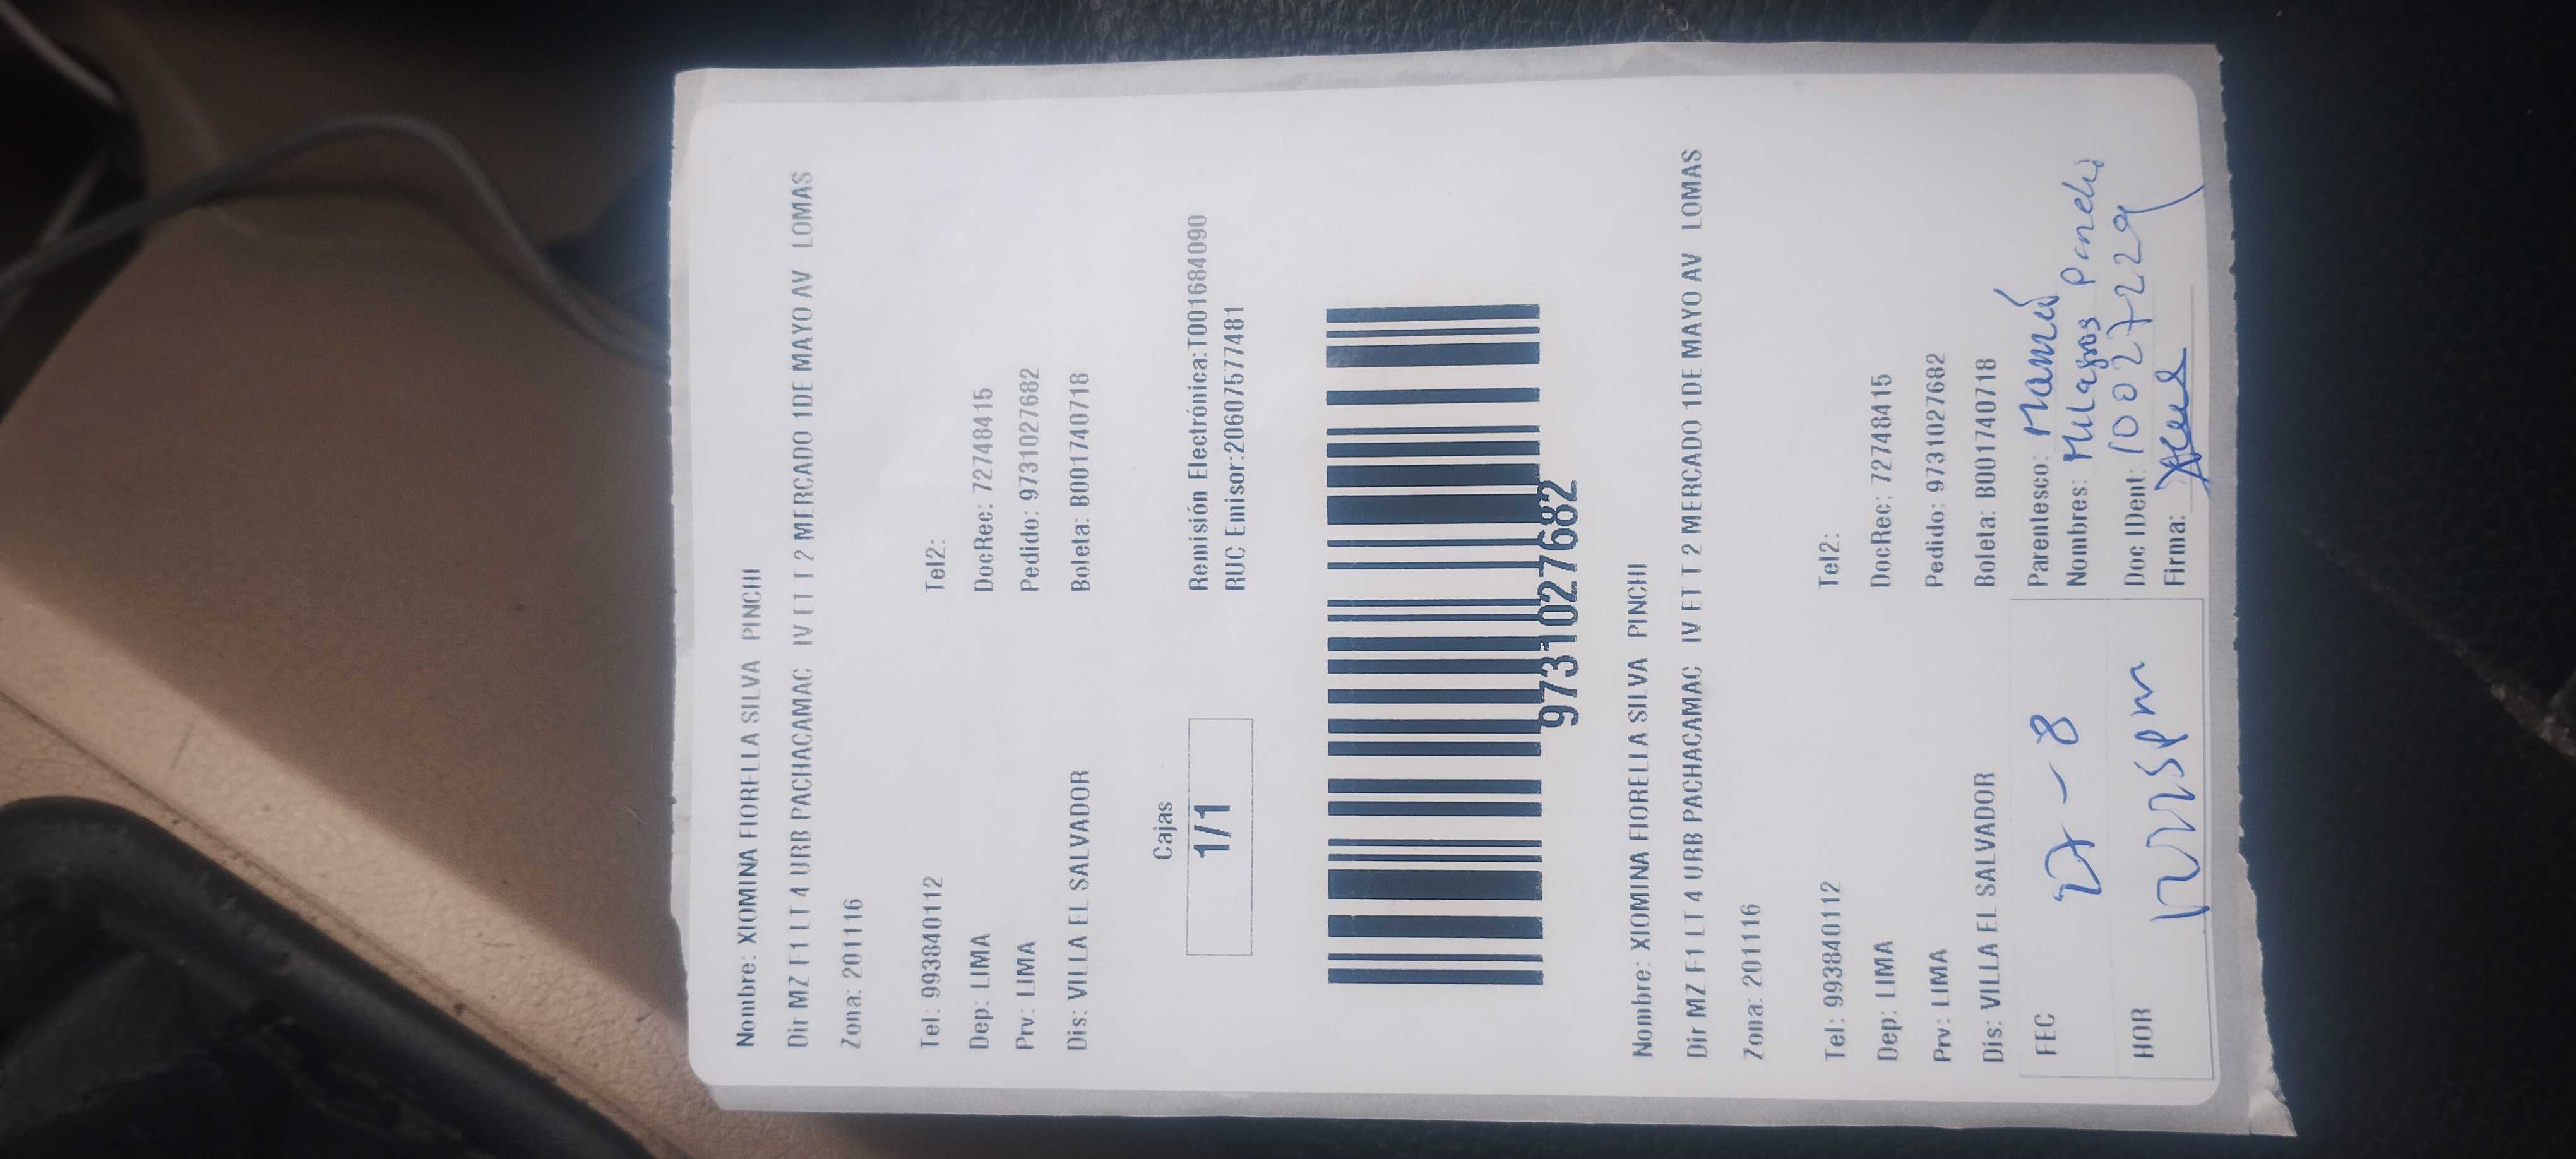 Nombre: XIOMINA FIORELLA SILVA PINCHI
Dir MZ F1 LT 4 URB PACHACAMAC IV ET T 2 MERCADO 1DE MAYO AV LOMAS
Zona: 201116
Tel: 993840112 Tel2:
Dep: LIMA DocRec: 72748415
Prv: LIMA Pedido: 97310276​82
Dis: VILLA EL SALVADOR Boleta: B001740718
Cajas
1/1
Remisión Electrónica:T001684090
RUC Emisor:20607577481
9731027682
Nombre: XIOMINA FIORELLA SILVA PINCHI
Dir MZ F1 LT 4 URB PACHACAMAC IV ET T 2 MERCADO 1DE MAYO AV LOMAS
Zona: 201116
Tel: 993840112 Tel2:
Dep: LIMA DocRec: 72748415
Prv: LIMA Pedido: 9731027682
Dis: VILLA EL SALVADOR Boleta: B001740718
FEC Parentesco: Mamá
Nombres: Milagros
HOR Doc IDent: 10027229
Firma: